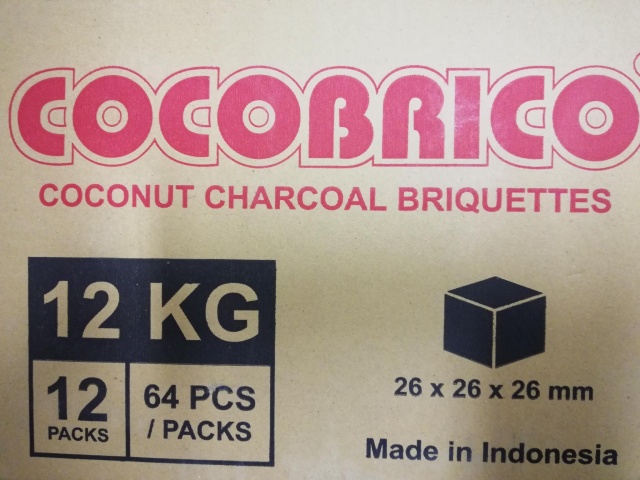 COCOBRICO
COCONUT CHARCOAL BRIQUETTES
12 KG
12
PACKS
64 PCS
/ PACKS
26 x 26 x 26 mm
Made in Indonesia